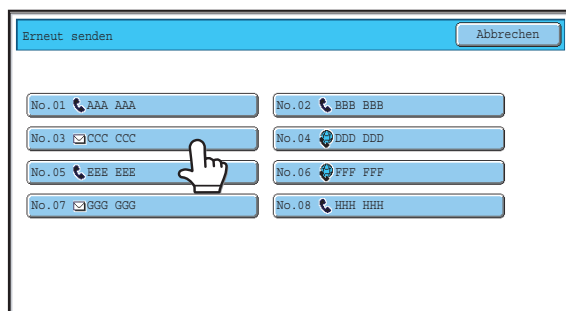 Erneut senden
Abbrechen
No.01 AAA AAA
No.02 BBB BBB
No.03 CCC CCC
No.04 DDD DDD
No.05 EEE EEE
No.06 FFF FFF
No.07 GGG GGG
No.08 HHH HHH